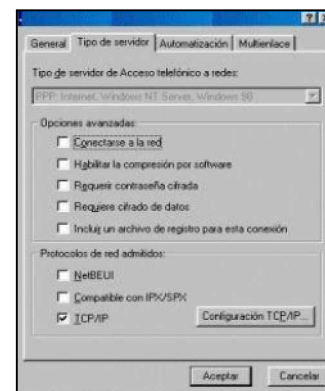 General Tipo de servidor Automatización Multienlace
Tipo de servidor de Acceso telefónico a redes:
PPP: Internet, Windows NT Server, Windows 98
Opciones avanzadas:
Conectarse a la red
Habilitar la compresión por software
Requerir contraseña cifrada
Requiere cifrado de datos
Incluir un archivo de registro para esta conexión
Protocolos de red admitidos:
NetBEUI
Compatible con IPX/SPX
TCP/IP
Configuración TCP/IP...
Aceptar Cancelar